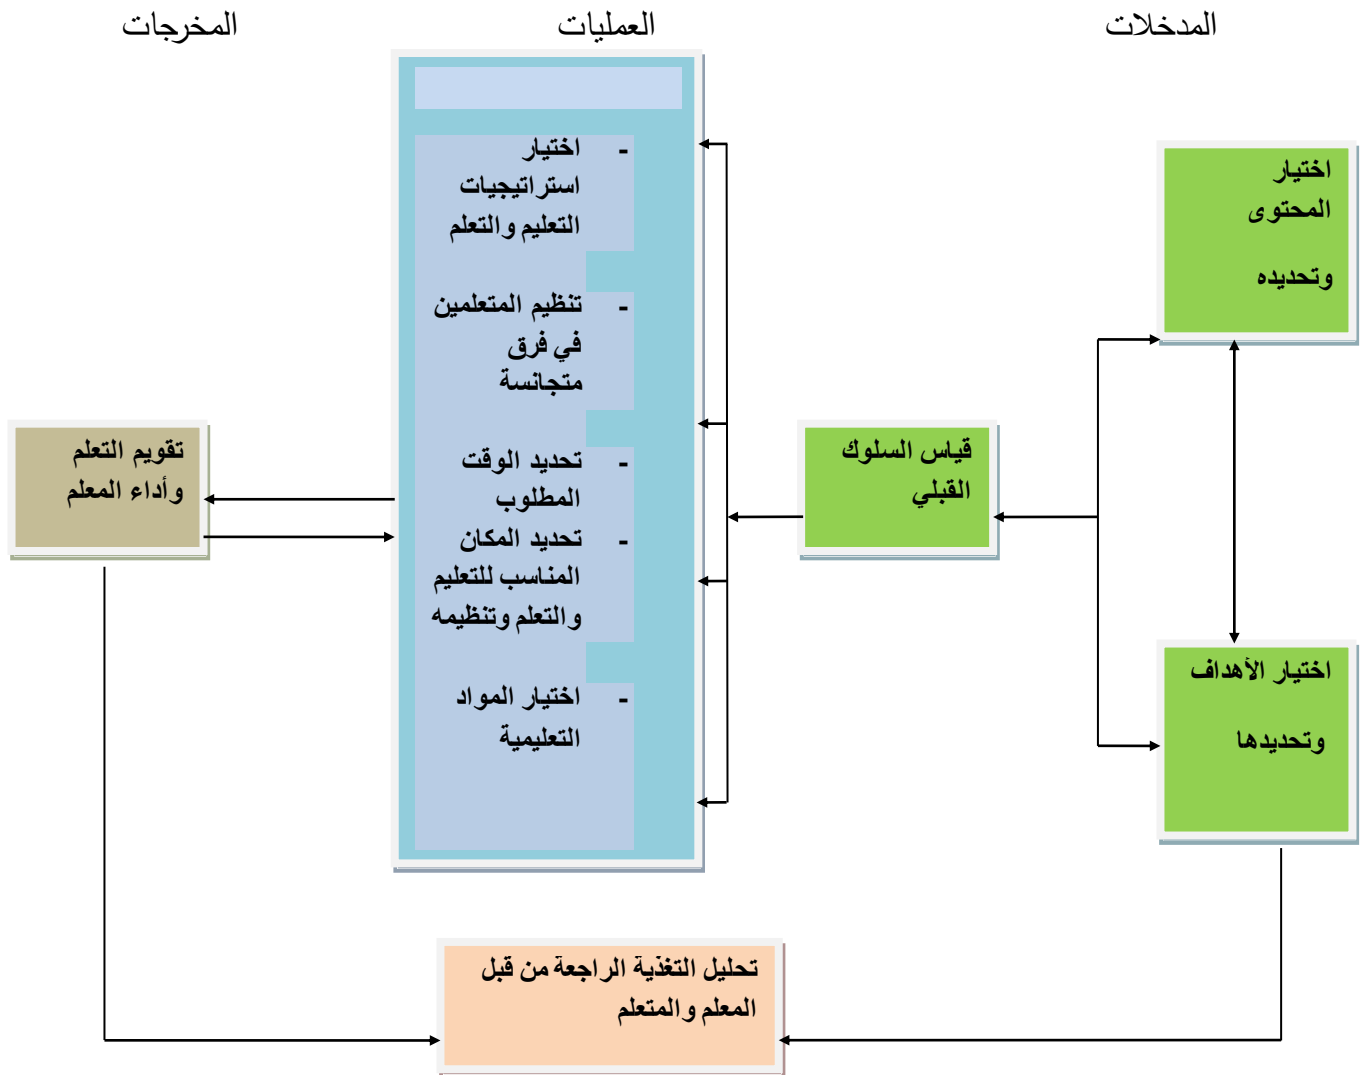 المدخلات
العمليات
المخرجات
اختيار
المحتوى
وتحديده
اختيار الأهداف
وتحديدها
قياس السلوك
القبلي
- اختيار
استراتيجيات
التعليم والتعلم
- تنظيم المتعلمين
في فرق
متجانسة
- تحديد الوقت
المطلوب
- تحديد المكان
المناسب للتعليم
والتعلم وتنظيمه
- اختيار المواد
التعليمية
تقويم التعلم
وأداء المعلم
تحليل التغذية الراجعة من قبل
المعلم والمتعلم